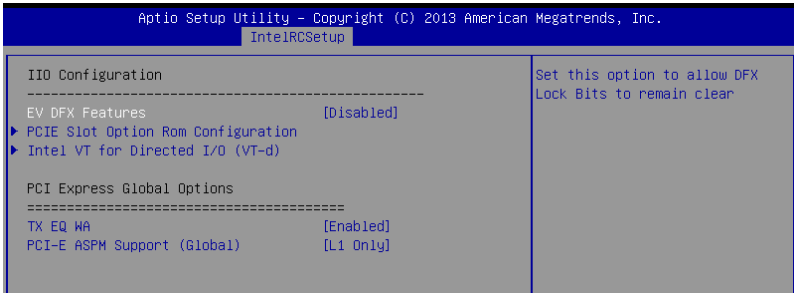 Aptio Setup Utility – Copyright (C) 2013 American Megatrends, Inc.
IntelRCSetup
IIO Configuration
--------------------------------------------------
EV DFX Features [Disabled]
PCIE Slot Option Rom Configuration
Intel VT for Directed I/O (VT-d)
PCI Express Global Options
========================================
TX EQ WA [Enabled]
PCI-E ASPM Support (Global) [L1 Only]
Set this option to allow DFX
Lock Bits to remain clear